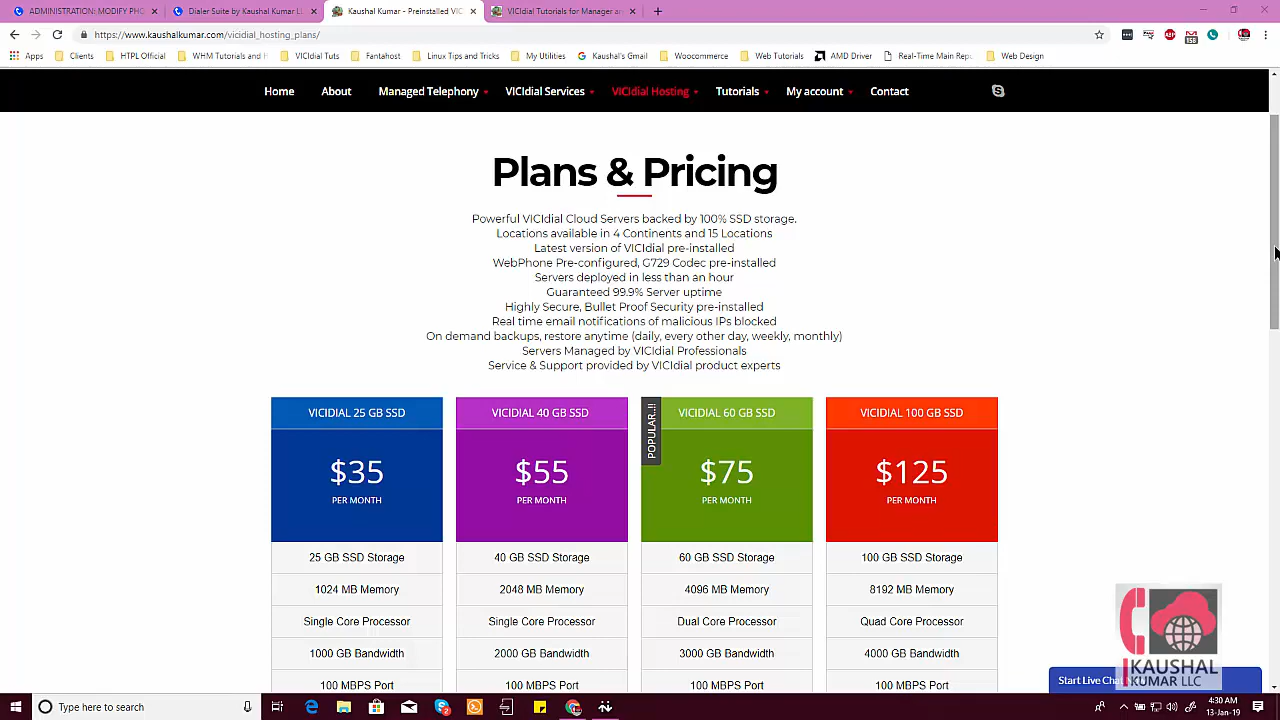 ADMINISTRATION: MODIFY PHO
Dialer Suite by Kaushal Kumar LL
Kaushal Kumar - Preinstalled VIC
VICIdial Tutorials for Manager an
https://www.kaushalkumar.com/vicidial_hosting_plans/
Apps
Clients
HTPL Official
WHM Tutorials and F
VICIdial Tuts
Fantahost
Linux Tips and Tricks
My Utilities
Kaushal's Gmail
Woocommerce
Web Tutorials
AMD Driver
Real-Time Main Rep
Web Design
Home
About
Managed Telephony
VICIdial Services
VICIdial Hosting
Tutorials
My account
Contact
Plans & Pricing
Powerful VICIdial Cloud Servers backed by 100% SSD storage.
Locations available in 4 Continents and 15 Locations
Latest version of VICIdial pre-installed
WebPhone Pre-configured, G729 Codec pre-installed
Servers deployed in less than an hour
Guaranteed 99.9% Server uptime
Highly Secure, Bullet Proof Security pre-installed
Real time email notifications of malicious IPs blocked
On demand backups, restore anytime (daily, every other day, weekly, monthly)
Servers Managed by VICIdial Professionals
Service & Support provided by VICIdial product experts
VICIDIAL 25 GB SSD
$35
PER MONTH
25 GB SSD Storage
1024 MB Memory
Single Core Processor
1000 GB Bandwidth
100 MBPS Port
VICIDIAL 40 GB SSD
$55
PER MONTH
40 GB SSD Storage
2048 MB Memory
Single Core Processor
2000 GB Bandwidth
100 MBPS Port
POPULAR..!!
VICIDIAL 60 GB SSD
$75
PER MONTH
60 GB SSD Storage
4096 MB Memory
Dual Core Processor
3000 GB Bandwidth
100 MBPS Port
VICIDIAL 100 GB SSD
$125
PER MONTH
100 GB SSD Storage
8192 MB Memory
Quad Core Processor
4000 GB Bandwidth
100 MBPS Port
Start Live Cha
KAUSHAL
KUMAR LLC
Type here to search
4:30 AM
13-Jan-19